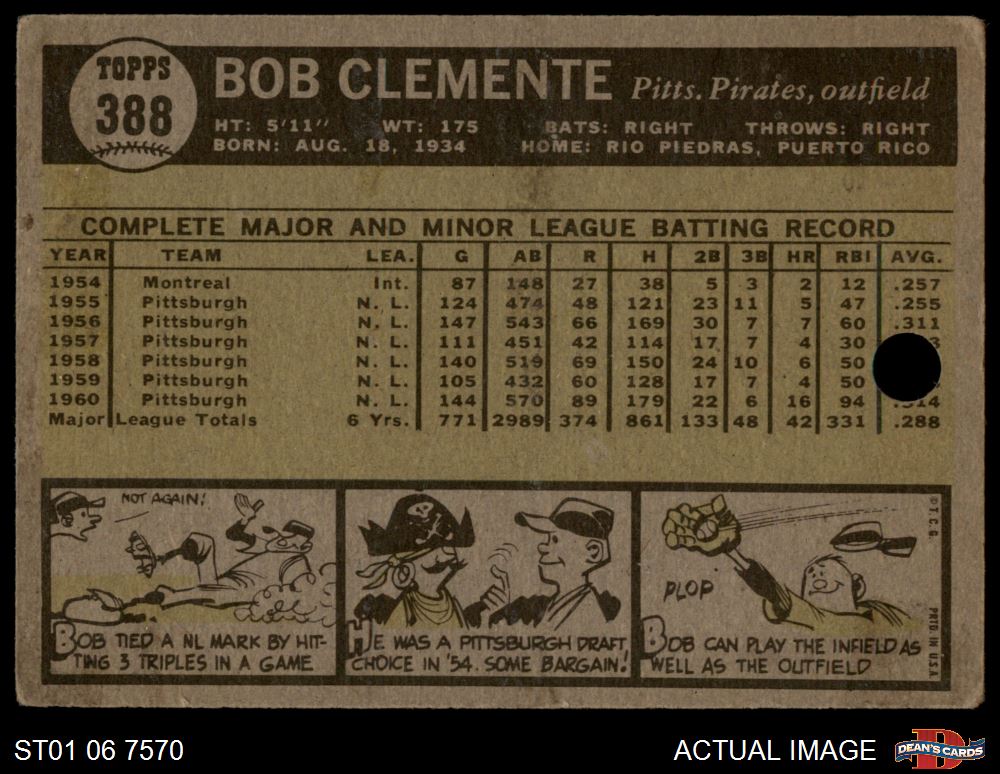 TOPPS
388
BOB CLEMENTE Pitts. Pirates, outfield
HT: 5'11" WT: 175 BATS: RIGHT THROWS: RIGHT
BORN: AUG. 18, 1934 HOME: RIO PIEDRAS, PUERTO RICO
COMPLETE MAJOR AND MINOR LEAGUE BATTING RECORD
YEAR TEAM LEA. G AB R H 2B 3B HR RBI AVG.
1954 Montreal Int. 87 148 27 38 5 3 2 12 .257
1955 Pittsburgh N. L. 124 474 48 121 23 11 5 47 .255
1956 Pittsburgh N. L. 147 543 66 169 30 7 7 60 .311
1957 Pittsburgh N. L. 111 451 42 114 17 7 4 30
1958 Pittsburgh N. L. 140 519 69 150 24 10 6 50
1959 Pittsburgh N. L. 105 432 60 128 17 7 4 50
1960 Pittsburgh N. L. 144 570 89 179 22 6 16 94 .314
Major League Totals 6 Yrs. 771 2989 374 861 133 48 42 331 .288
NOT AGAIN!
BOB TIED A NL MARK BY HIT-
TING 3 TRIPLES IN A GAME
HE WAS A PITTSBURGH DRAFT
CHOICE IN '54. SOME BARGAIN!
PLOP
BOB CAN PLAY THE INFIELD AS
WELL AS THE OUTFIELD
© T.C.G.
PRTD IN U.S.A.
ST01 06 7570
ACTUAL IMAGE
D
DEAN'S CARDS